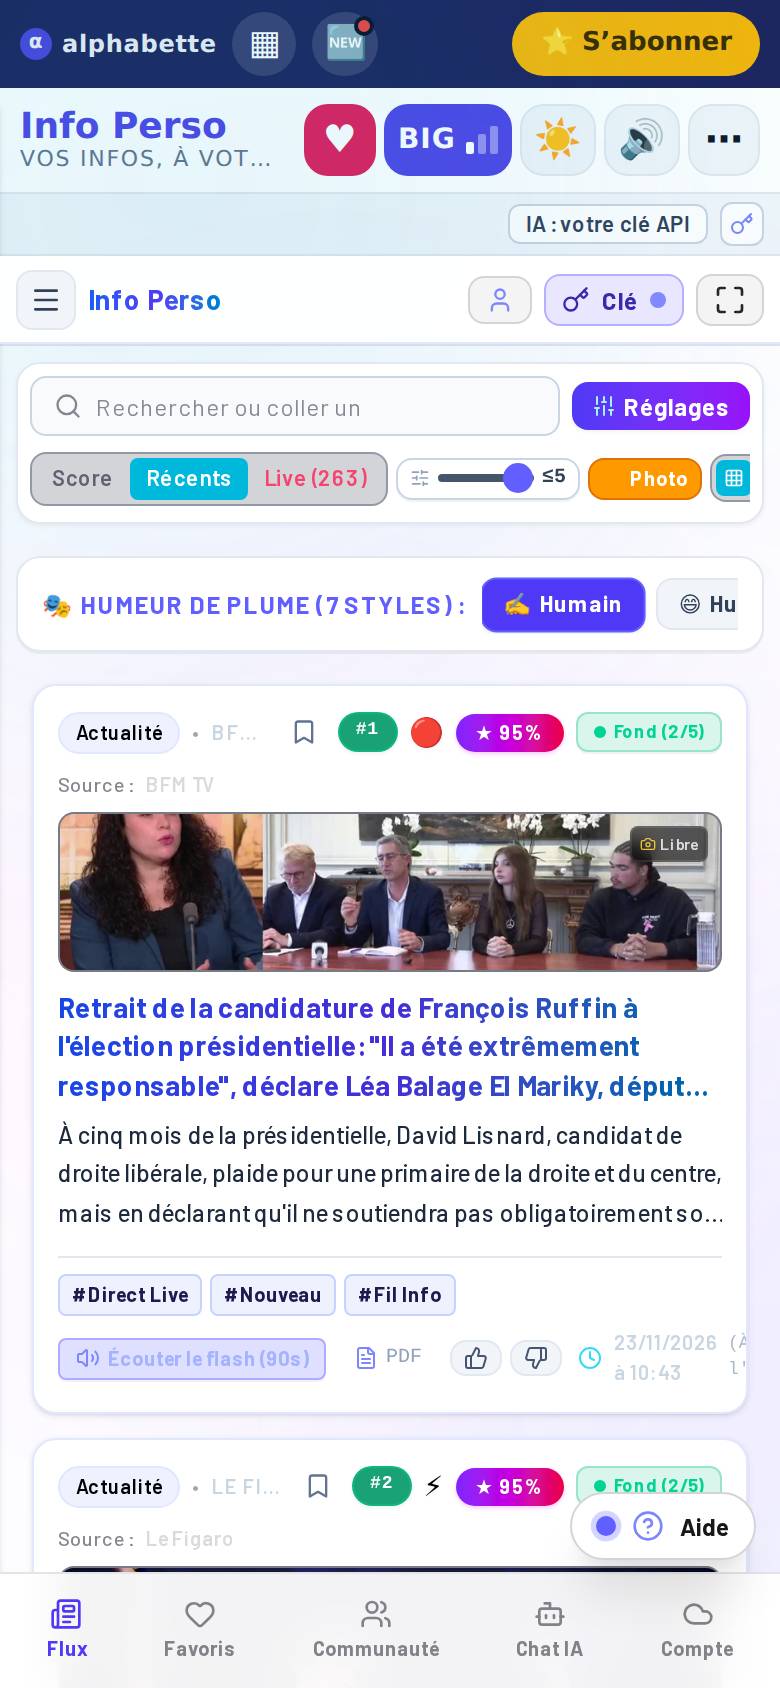 α alphabette NEW ⭐ S’abonner
Info Perso
VOS INFOS, À VOT…
♥ BIG ☀️ 🔊 …
IA : votre clé API
Info Perso Clé
Rechercher ou coller un Réglages
Score Récents Live (263) ≤5 Photo
🎭 HUMEUR DE PLUME (7 STYLES) : ✍️ Humain 😄 Hu
Actualité • BF… #1 🔴 ★ 95% Fond (2/5)
Source : BFM TV
Libre
Retrait de la candidature de François Ruffin à
l'élection présidentielle: "Il a été extrêmement
responsable", déclare Léa Balage El Mariky, déput…
À cinq mois de la présidentielle, David Lisnard, candidat de
droite libérale, plaide pour une primaire de la droite et du centre,
mais en déclarant qu'il ne soutiendra pas obligatoirement so…
#Direct Live #Nouveau #Fil Info
Écouter le flash (90s) PDF 23/11/2026 (À
à 10:43 l'
Actualité • LE FI… #2 ⚡ ★ 95% Fond (2/5)
Source : Le Figaro
Aide
Flux Favoris Communauté Chat IA Compte